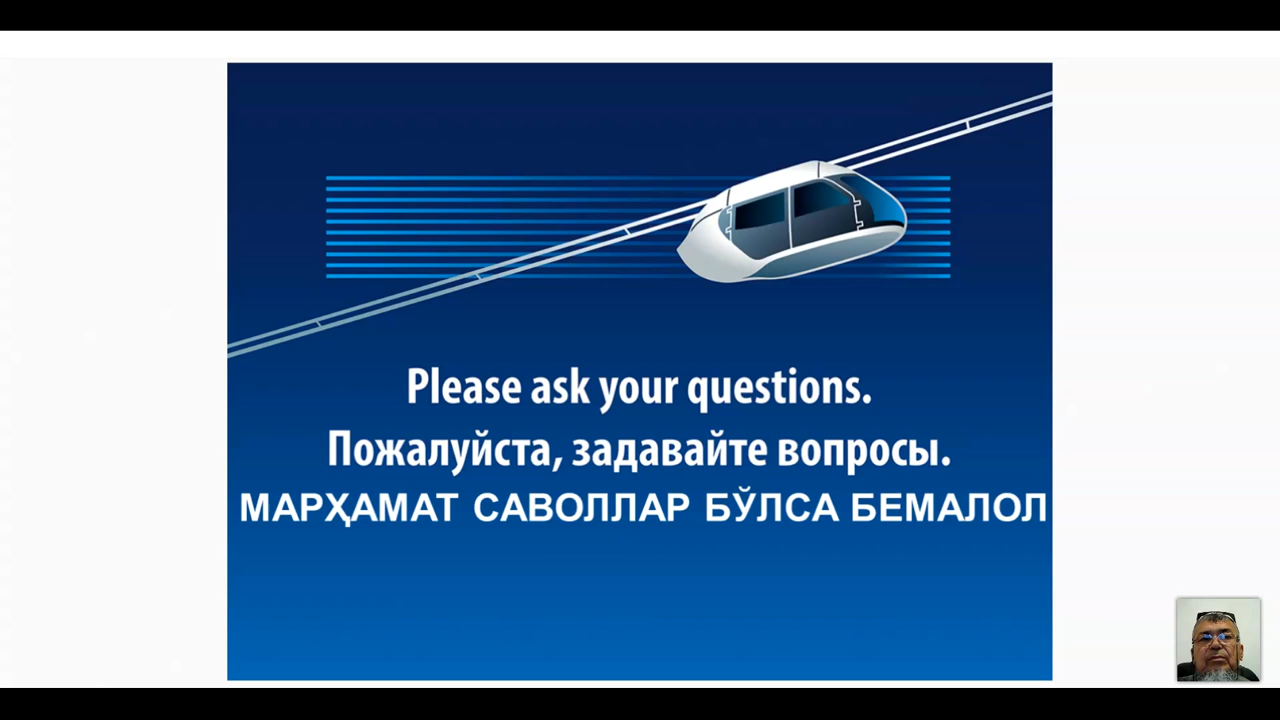 Please ask your questions.
Пожалуйста, задавайте вопросы.
МАРҲАМАТ САВОЛЛАР БЎЛСА БЕМАЛОЛ